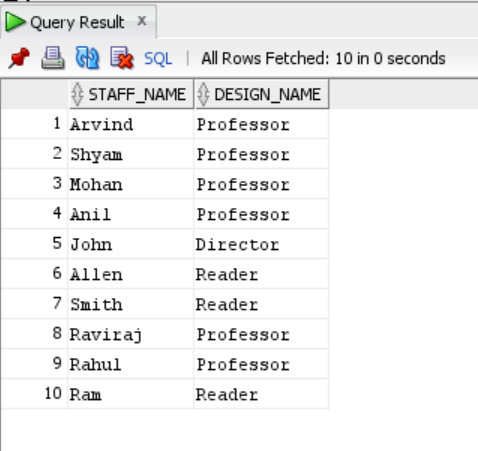 Query Result x
SQL | All Rows Fetched: 10 in 0 seconds
STAFF_NAME DESIGN_NAME
1 Arvind Professor
2 Shyam Professor
3 Mohan Professor
4 Anil Professor
5 John Director
6 Allen Reader
7 Smith Reader
8 Raviraj Professor
9 Rahul Professor
10 Ram Reader